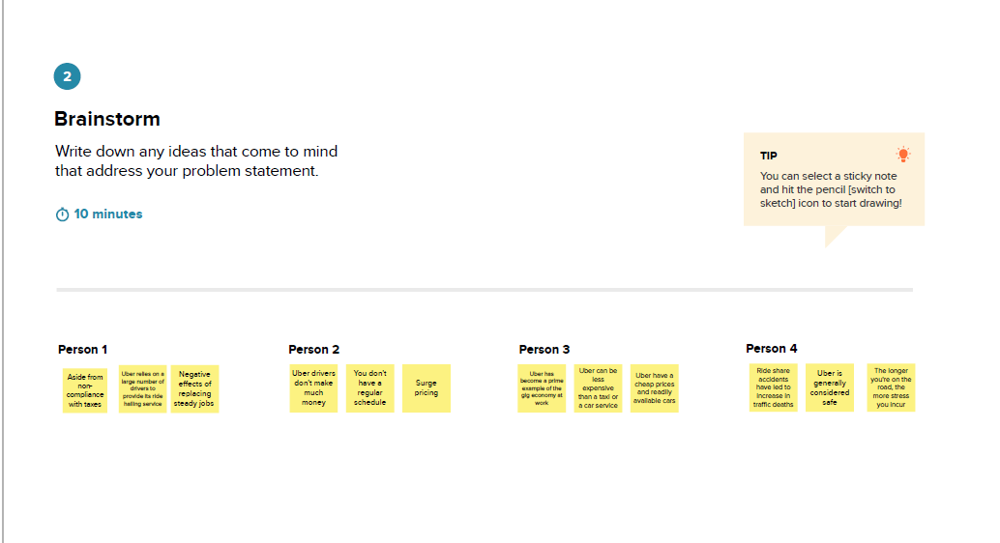 2
Brainstorm
Write down any ideas that come to mind
that address your problem statement.
10 minutes
TIP
You can select a sticky note
and hit the pencil [switch to
sketch] icon to start drawing!
Person 1
Aside from
non-
compliance
with taxes
Uber relies on a
large number of
drivers to
provide its ride
hailing service
Negative
effects of
replacing
steady jobs
Person 2
Uber drivers
don't make
much
money
You don't
have a
regular
schedule
Surge
pricing
Person 3
Uber has
become a prime
example of the
gig economy at
work
Uber can be
less
expensive
than a taxi or
a car service
Uber have a
cheap prices
and readily
available cars
Person 4
Ride share
accidents
have led to
increase in
traffic deaths
Uber is
generally
considered
safe
The longer
you're on the
road, the
more stress
you incur